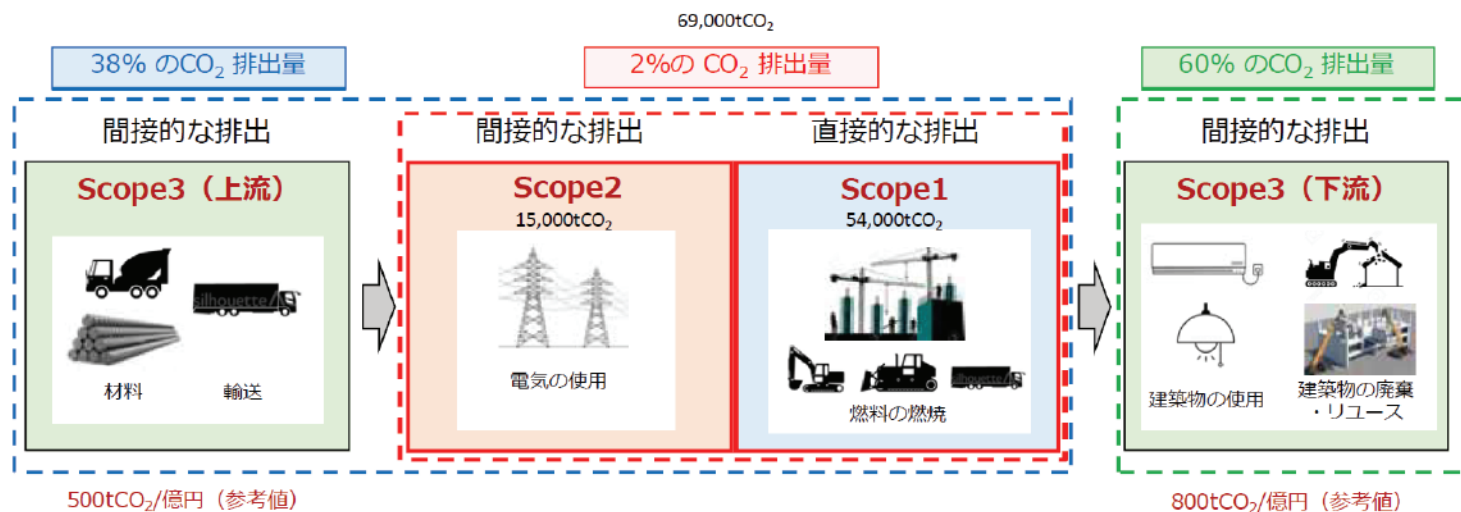 69,000tCO₂
38% のCO₂ 排出量
2%の CO₂ 排出量
60% のCO₂ 排出量
間接的な排出
間接的な排出
直接的な排出
間接的な排出
Scope3（上流）
Scope2
15,000tCO₂
Scope1
54,000tCO₂
Scope3（下流）
silhouette
材料
輸送
電気の使用
silhouette
燃料の燃焼
建築物の使用
建築物の廃棄
・リユース
500tCO₂/億円（参考値）
800tCO₂/億円（参考値）